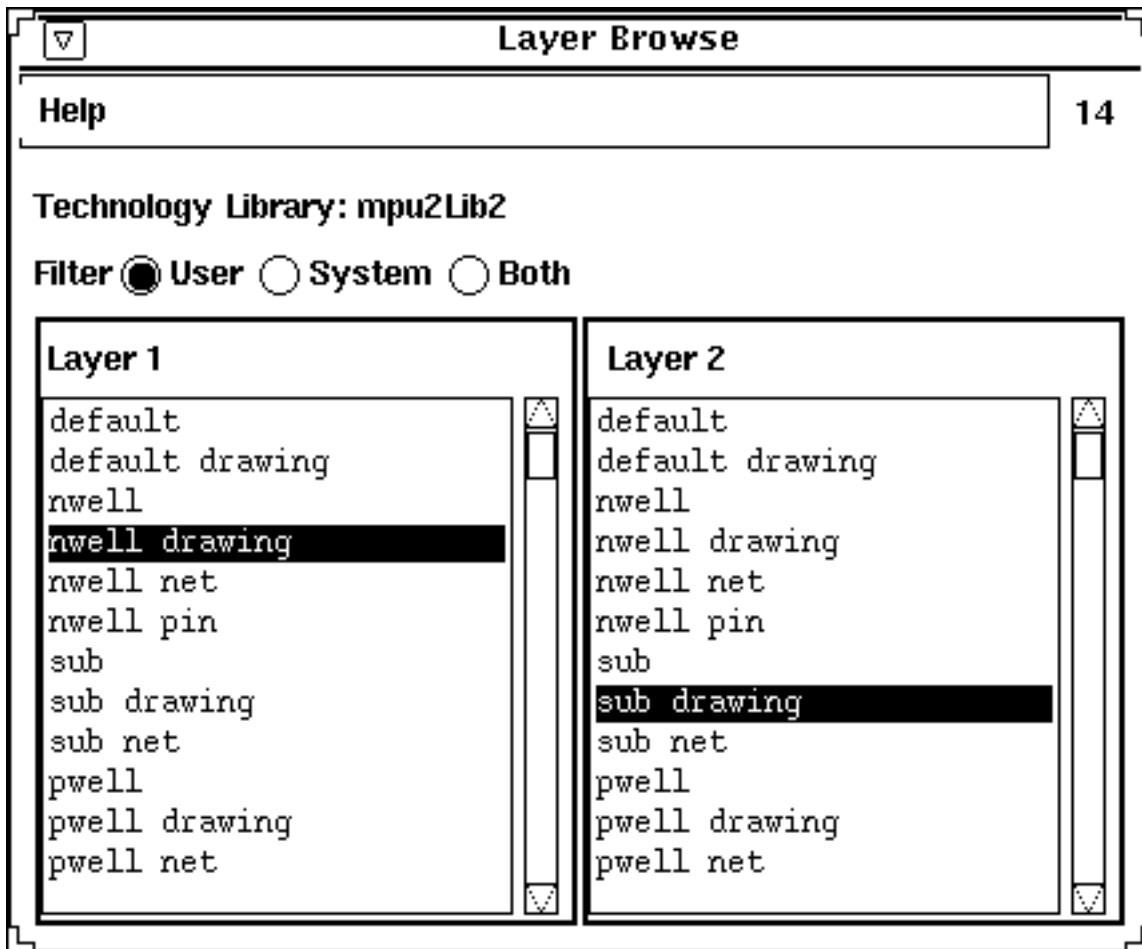 Layer Browse
Help 14
Technology Library: mpu2Lib2
Filter User System Both
Layer 1
default
default drawing
nwell
nwell drawing
nwell net
nwell pin
sub
sub drawing
sub net
pwell
pwell drawing
pwell net
Layer 2
default
default drawing
nwell
nwell drawing
nwell net
nwell pin
sub
sub drawing
sub net
pwell
pwell drawing
pwell net